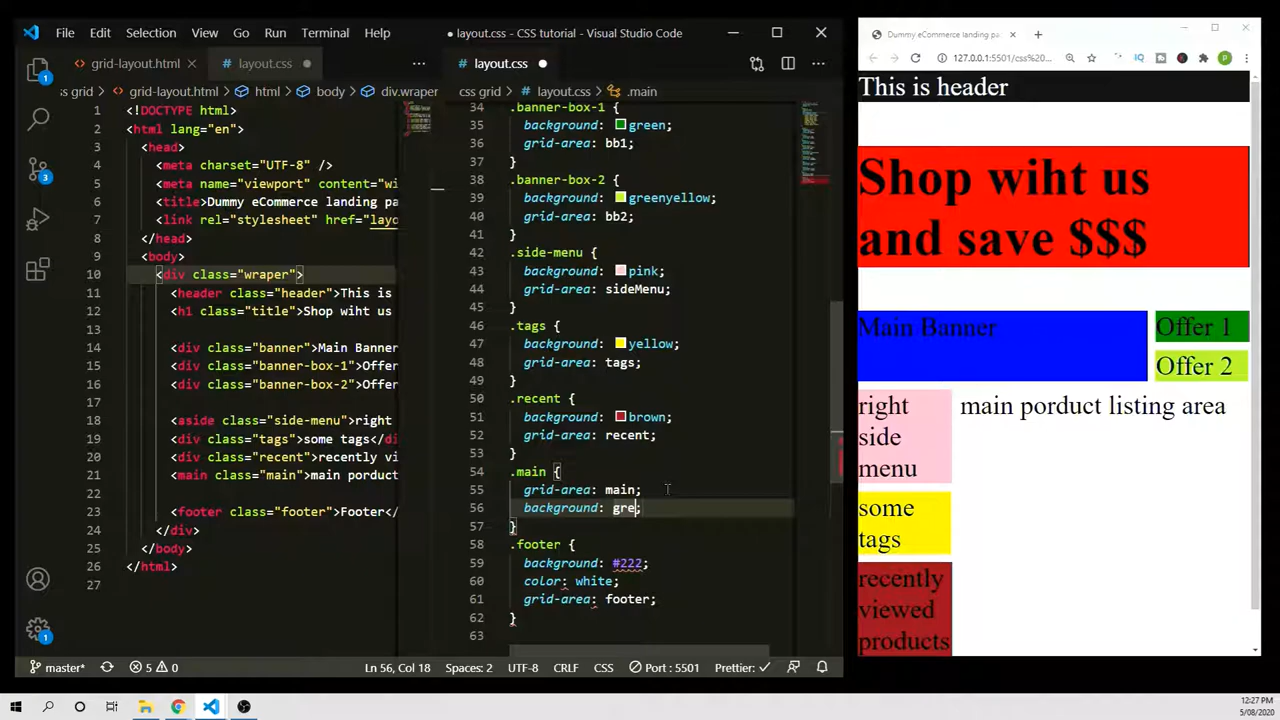 File Edit Selection View Go Run Terminal Help
layout.css - CSS tutorial - Visual Studio Code
grid-layout.html
layout.css
layout.css
grid-layout.html html body div.wraper
css grid layout.css .main
1 <!DOCTYPE html>
2 <html lang="en">
3 <head>
4 <meta charset="UTF-8" />
5 <meta name="viewport" content="wi
6 <title>Dummy eCommerce landing pa
7 <link rel="stylesheet" href="layo
8 </head>
9 <body>
10 <div class="wraper">
11 <header class="header">This is
12 <h1 class="title">Shop wiht us
13
14 <div class="banner">Main Banner
15 <div class="banner-box-1">Offer
16 <div class="banner-box-2">Offer
17
18 <aside class="side-menu">right
19 <div class="tags">some tags</di
20 <div class="recent">recently vi
21 <main class="main">main product
22
23 <footer class="footer">Footer</
24 </div>
25 </body>
26 </html>
27
34 .banner-box-1 {
35 background: green;
36 grid-area: bb1;
37 }
38 .banner-box-2 {
39 background: greenyellow;
40 grid-area: bb2;
41 }
42 .side-menu {
43 background: pink;
44 grid-area: sideMenu;
45 }
46 .tags {
47 background: yellow;
48 grid-area: tags;
49 }
50 .recent {
51 background: brown;
52 grid-area: recent;
53 }
54 .main {
55 grid-area: main;
56 background: gre;
57 }
58 .footer {
59 background: #222;
60 color: white;
61 grid-area: footer;
62 }
63
master* 5 0 Ln 56, Col 18 Spaces: 2 UTF-8 CRLF CSS Port : 5501 Prettier:
Dummy eCommerce landing pa
127.0.0.1:5501/css%20...
This is header
Shop wiht us
and save $$$
Main Banner
Offer 1
Offer 2
right
side
menu
main porduct listing area
some
tags
recently
viewed
products
12:27 PM
5/08/2020